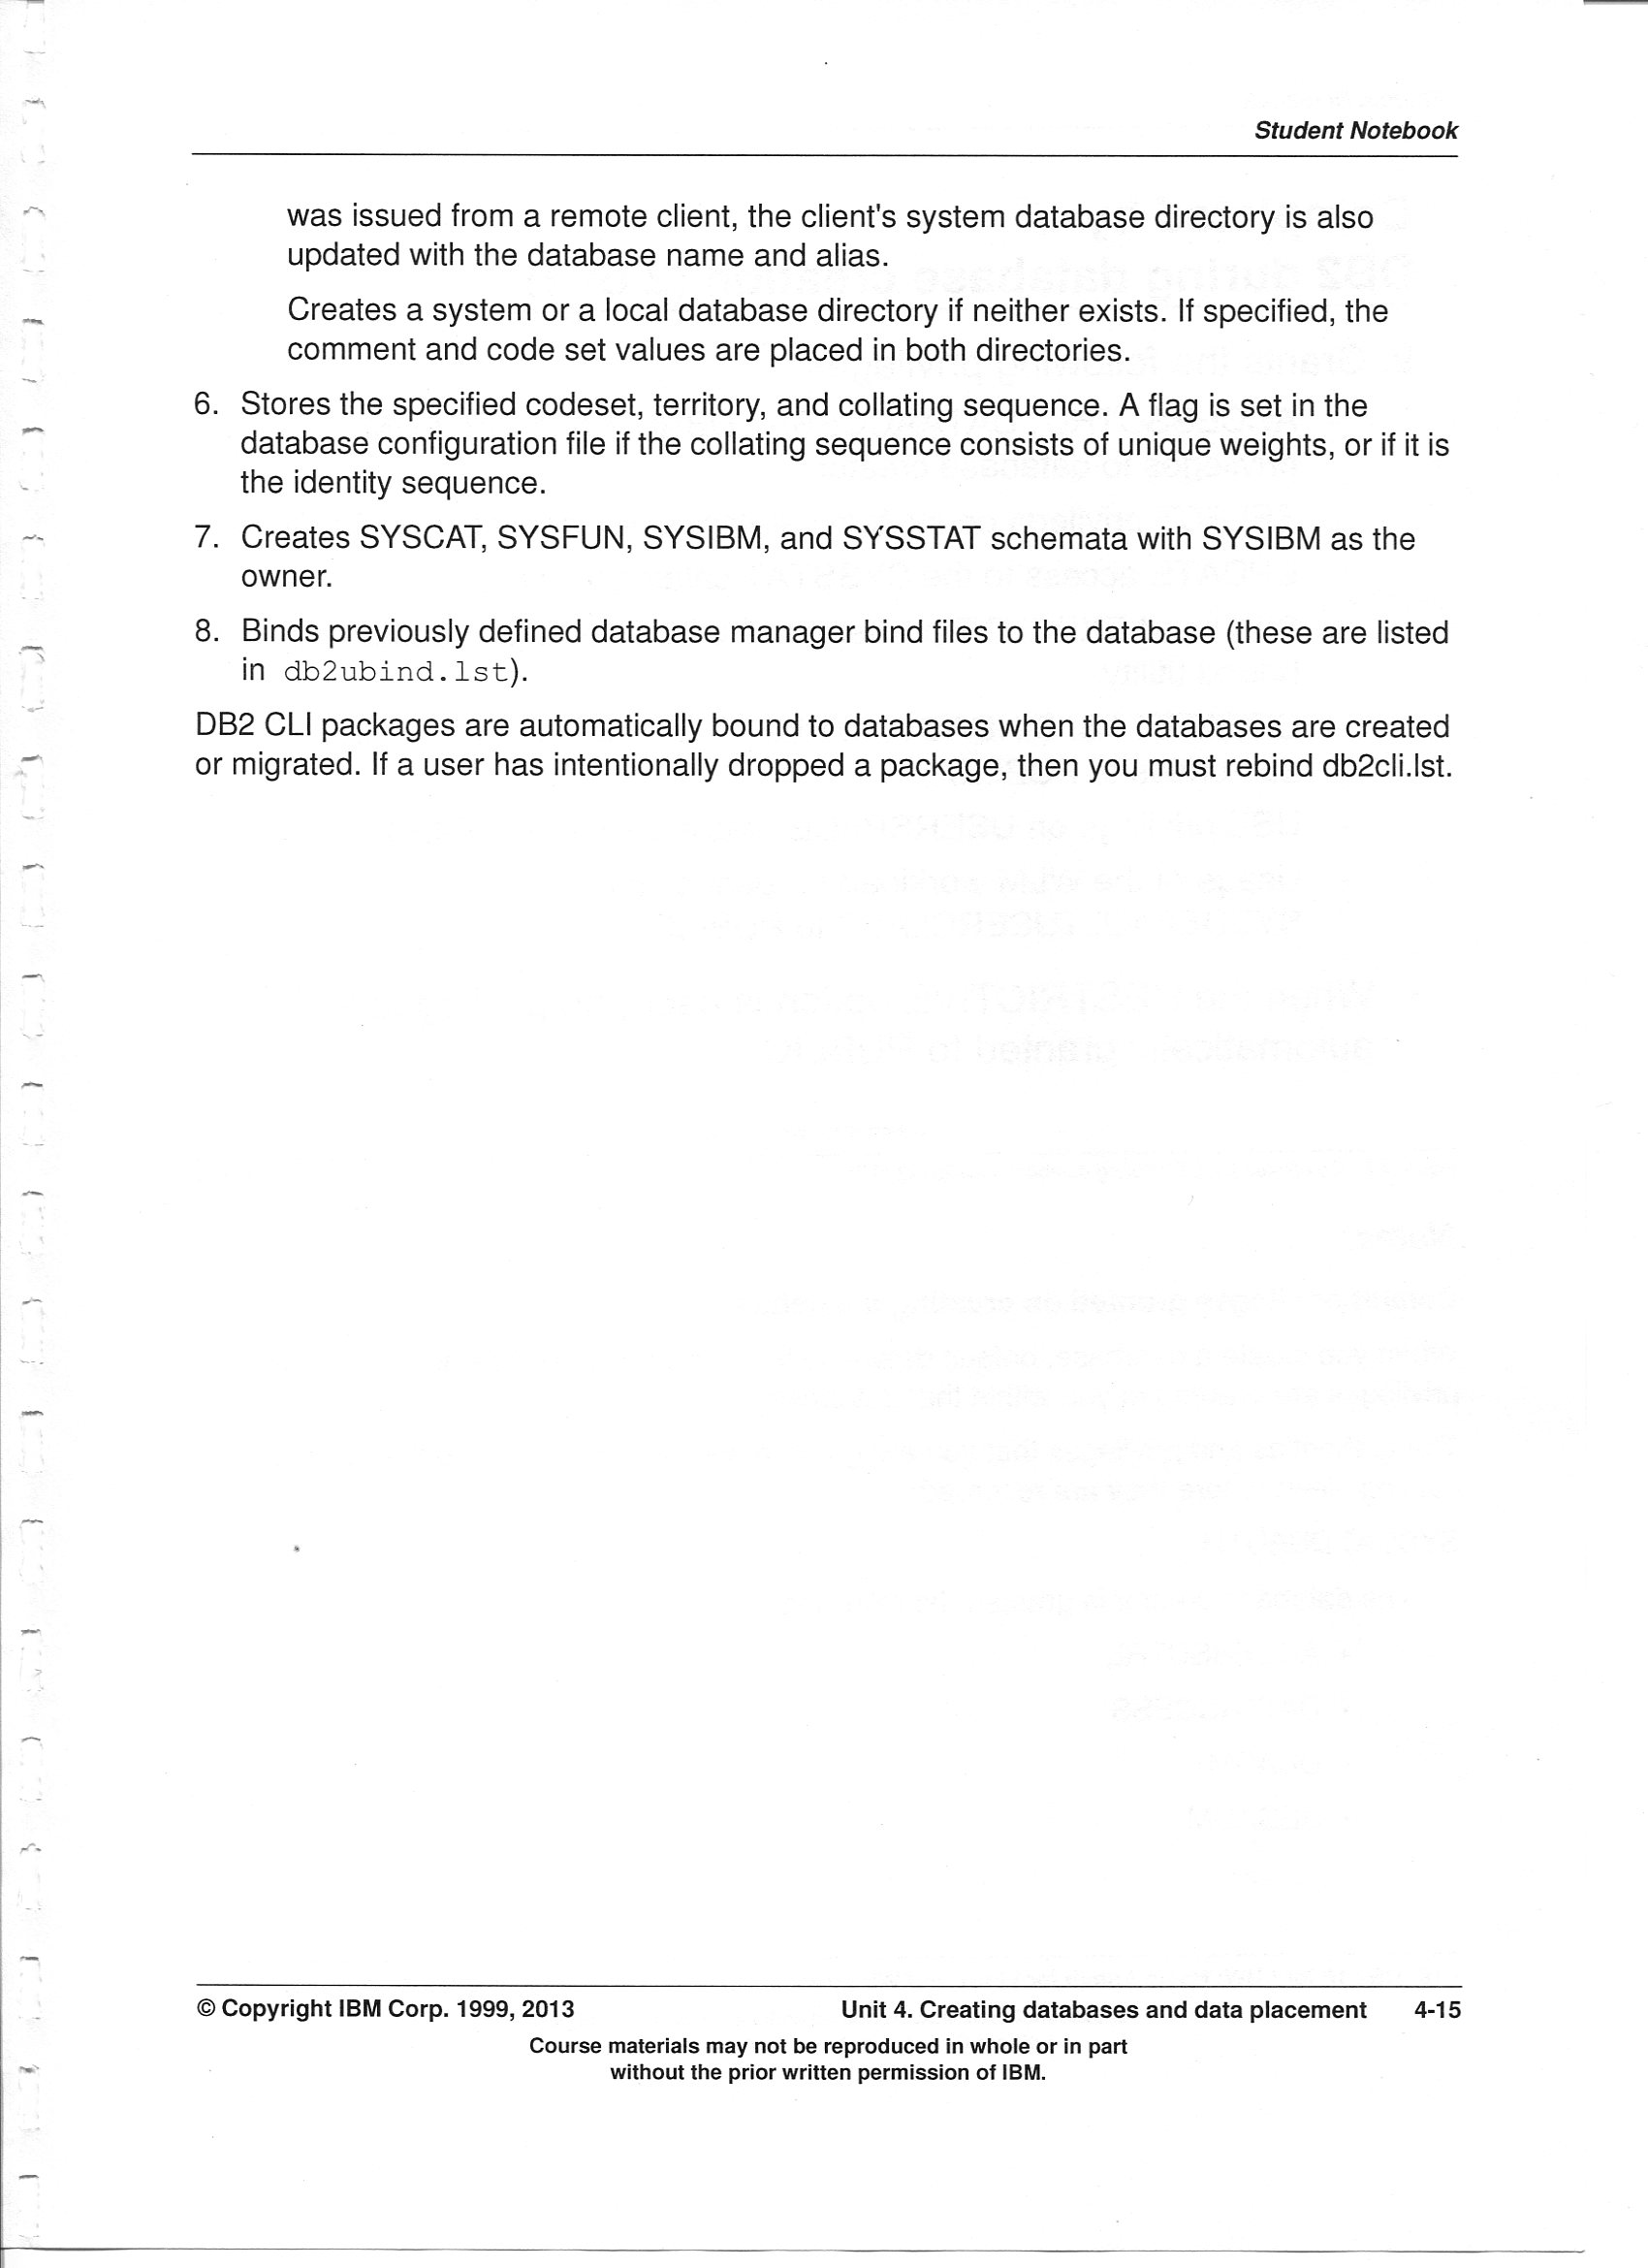 Student Notebook
was issued from a remote client, the client's system database directory is also
updated with the database name and alias.
Creates a system or a local database directory if neither exists. If specified, the
comment and code set values are placed in both directories.
6. Stores the specified codeset, territory, and collating sequence. A flag is set in the
database configuration file if the collating sequence consists of unique weights, or if it is
the identity sequence.
7. Creates SYSCAT, SYSFUN, SYSIBM, and SYSSTAT schemata with SYSIBM as the
owner.
8. Binds previously defined database manager bind files to the database (these are listed
in db2ubind.lst).
DB2 CLI packages are automatically bound to databases when the databases are created
or migrated. If a user has intentionally dropped a package, then you must rebind db2cli.lst.
© Copyright IBM Corp. 1999, 2013 Unit 4. Creating databases and data placement 4-15
Course materials may not be reproduced in whole or in part
without the prior written permission of IBM.